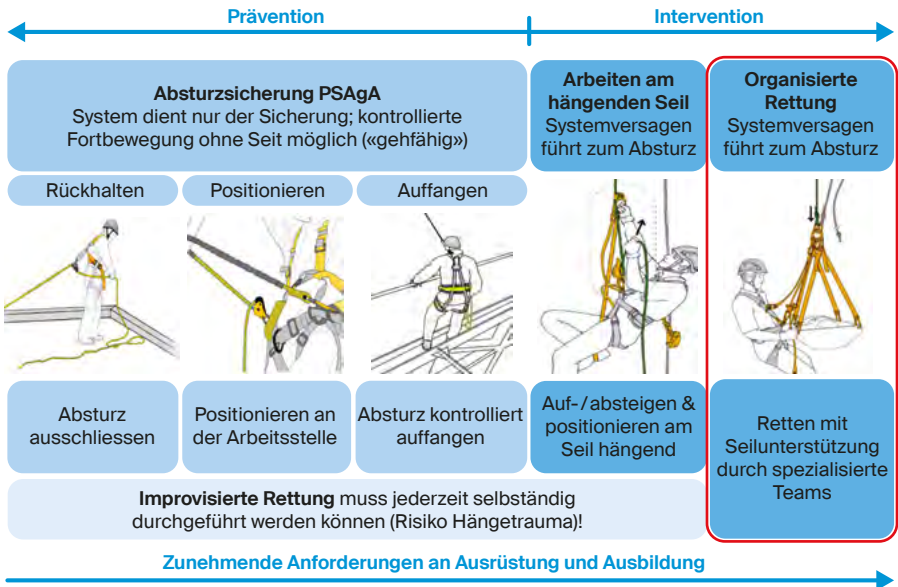 Prävention
Intervention
Absturzsicherung PSAgA
System dient nur der Sicherung; kontrollierte
Fortbewegung ohne Seit möglich («gehfähig»)
Arbeiten am
hängenden Seil
Systemversagen
führt zum Absturz
Organisierte
Rettung
Systemversagen
führt zum Absturz
Rückhalten
Positionieren
Auffangen
Absturz
ausschliessen
Positionieren an
der Arbeitsstelle
Absturz kontrolliert
auffangen
Auf-/absteigen &
positionieren am
Seil hängend
Retten mit
Seilunterstützung
durch spezialisierte
Teams
Improvisierte Rettung muss jederzeit selbständig
durchgeführt werden können (Risiko Hängetrauma)!
Zunehmende Anforderungen an Ausrüstung und Ausbildung